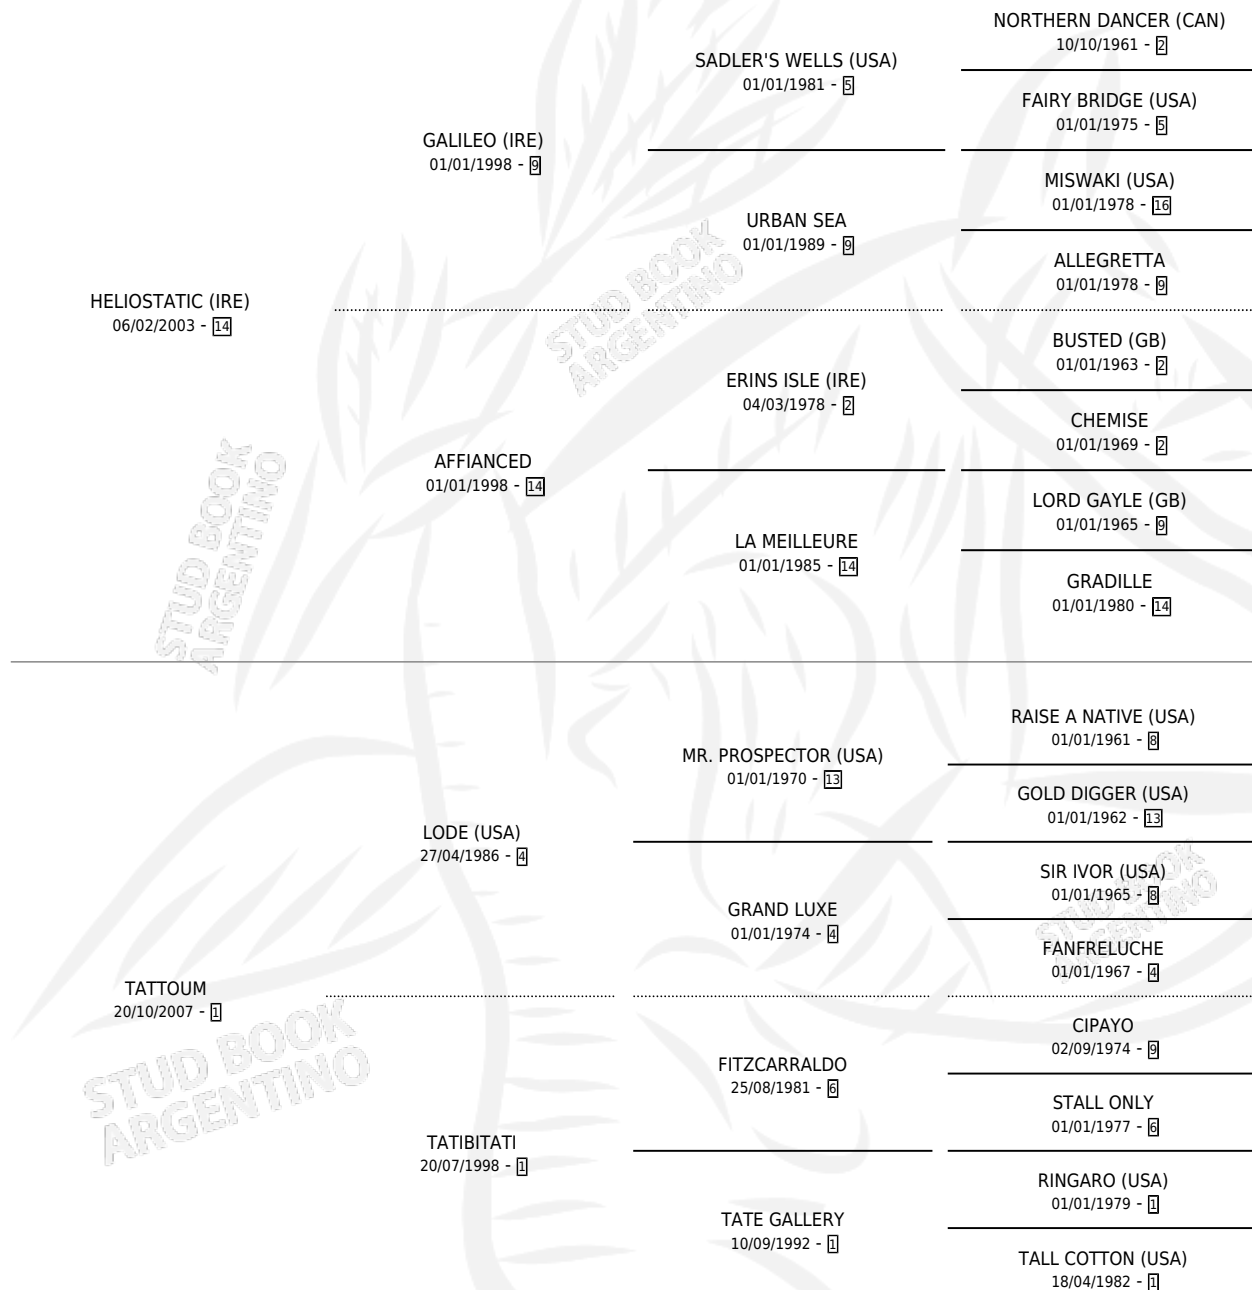 NORTHERN DANCER (CAN)
10/10/1961 - 2
SADLER'S WELLS (USA)
01/01/1981 - 5
FAIRY BRIDGE (USA)
01/01/1975 - 5
GALILEO (IRE)
01/01/1998 - 9
MISWAKI (USA)
01/01/1978 - 16
URBAN SEA
01/01/1989 - 9
ALLEGRETTA
01/01/1978 - 9
HELIOSTATIC (IRE)
06/02/2003 - 14
BUSTED (GB)
01/01/1963 - 2
ERINS ISLE (IRE)
04/03/1978 - 2
CHEMISE
01/01/1969 - 2
AFFIANCED
01/01/1998 - 14
LORD GAYLE (GB)
01/01/1965 - 9
LA MEILLEURE
01/01/1985 - 14
GRADILLE
01/01/1980 - 14
RAISE A NATIVE (USA)
01/01/1961 - 8
MR. PROSPECTOR (USA)
01/01/1970 - 13
GOLD DIGGER (USA)
01/01/1962 - 13
LODE (USA)
27/04/1986 - 4
SIR IVOR (USA)
01/01/1965 - 8
GRAND LUXE
01/01/1974 - 4
FANFRELUCHE
01/01/1967 - 4
TATTOUM
20/10/2007 - 1
CIPAYO
02/09/1974 - 9
FITZCARRALDO
25/08/1981 - 6
STALL ONLY
01/01/1977 - 6
TATIBITATI
20/07/1998 - 1
RINGARO (USA)
01/01/1979 - 1
TATE GALLERY
10/09/1992 - 1
TALL COTTON (USA)
18/04/1982 - 1
STUD BOOK
ARGENTINO
STUD BOOK
ARGENTINO
STUD BOOK
ARGENTINO
STUD BOOK
ARGENTINO